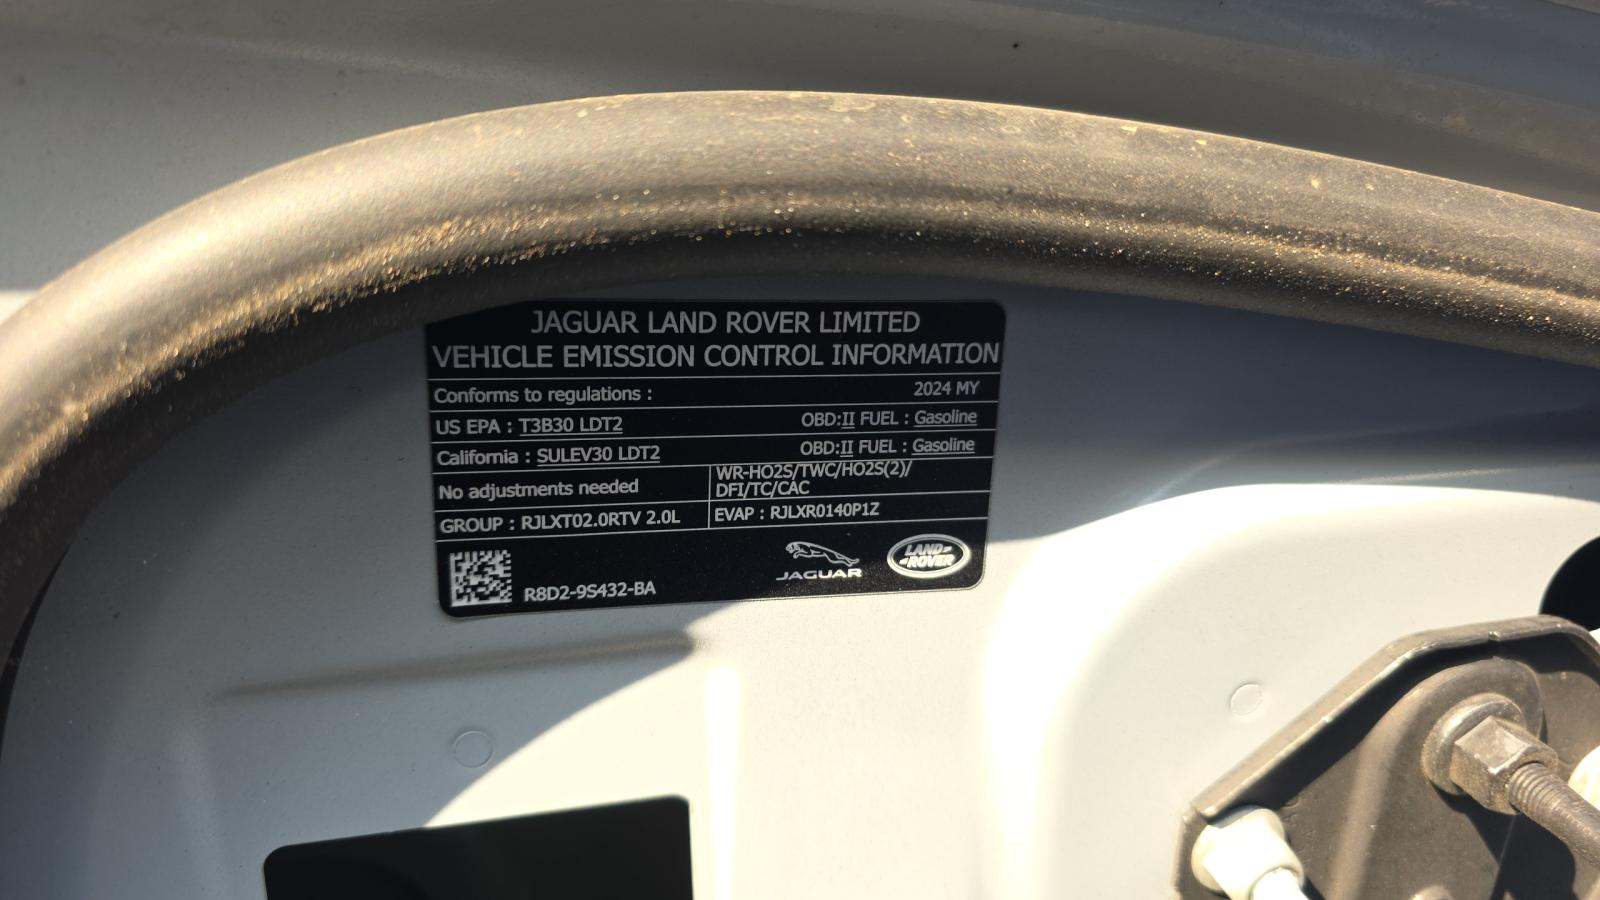 JAGUAR LAND ROVER LIMITED
VEHICLE EMISSION CONTROL INFORMATION
Conforms to regulations : 2024 MY
US EPA : T3B30 LDT2 OBD:II FUEL : Gasoline
California : SULEV30 LDT2 OBD:II FUEL : Gasoline
No adjustments needed WR-HO2S/TWC/HO2S(2)/
DFI/TC/CAC
GROUP : RJLXT02.0RTV 2.0L EVAP : RJLXR0140P1Z
R8D2-9S432-BA
JAGUAR
LAND-
-ROVER